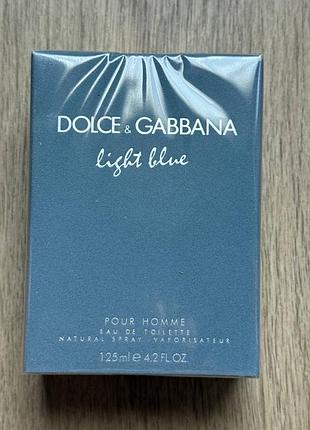 DOLCE & GABBANA
light blue
POUR HOMME
EAU DE TOILETTE
NATURAL SPRAY - VAPORISATEUR
125ml e 4.2 FL.OZ.